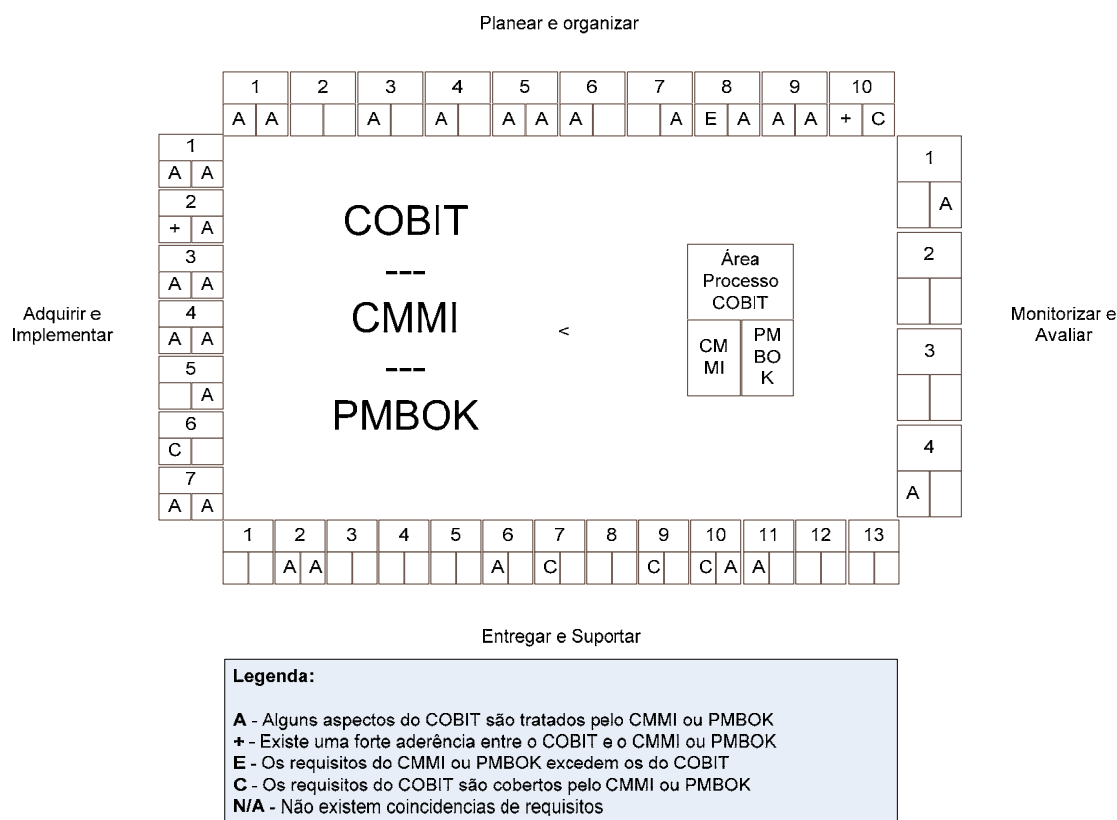 Planear e organizar
1 2 3 4 5 6 7 8 9 10
A A A A A A A A E A A A + C
1
A A
2
+ A
3
A A
4
A A
5
A
6
C
7
A A
Adquirir e
Implementar
COBIT
---
CMMI
---
PMBOK
<
Área
Processo
COBIT
CM
MI
PM
BO
K
1
A
2
3
4
A
Monitorizar e
Avaliar
1 2 3 4 5 6 7 8 9 10 11 12 13
A A A C C C A A
Entregar e Suportar
Legenda:
A - Alguns aspectos do COBIT são tratados pelo CMMI ou PMBOK
+ - Existe uma forte aderência entre o COBIT e o CMMI ou PMBOK
E - Os requisitos do CMMI ou PMBOK excedem os do COBIT
C - Os requisitos do COBIT são cobertos pelo CMMI ou PMBOK
N/A - Não existem coincidencias de requisitos